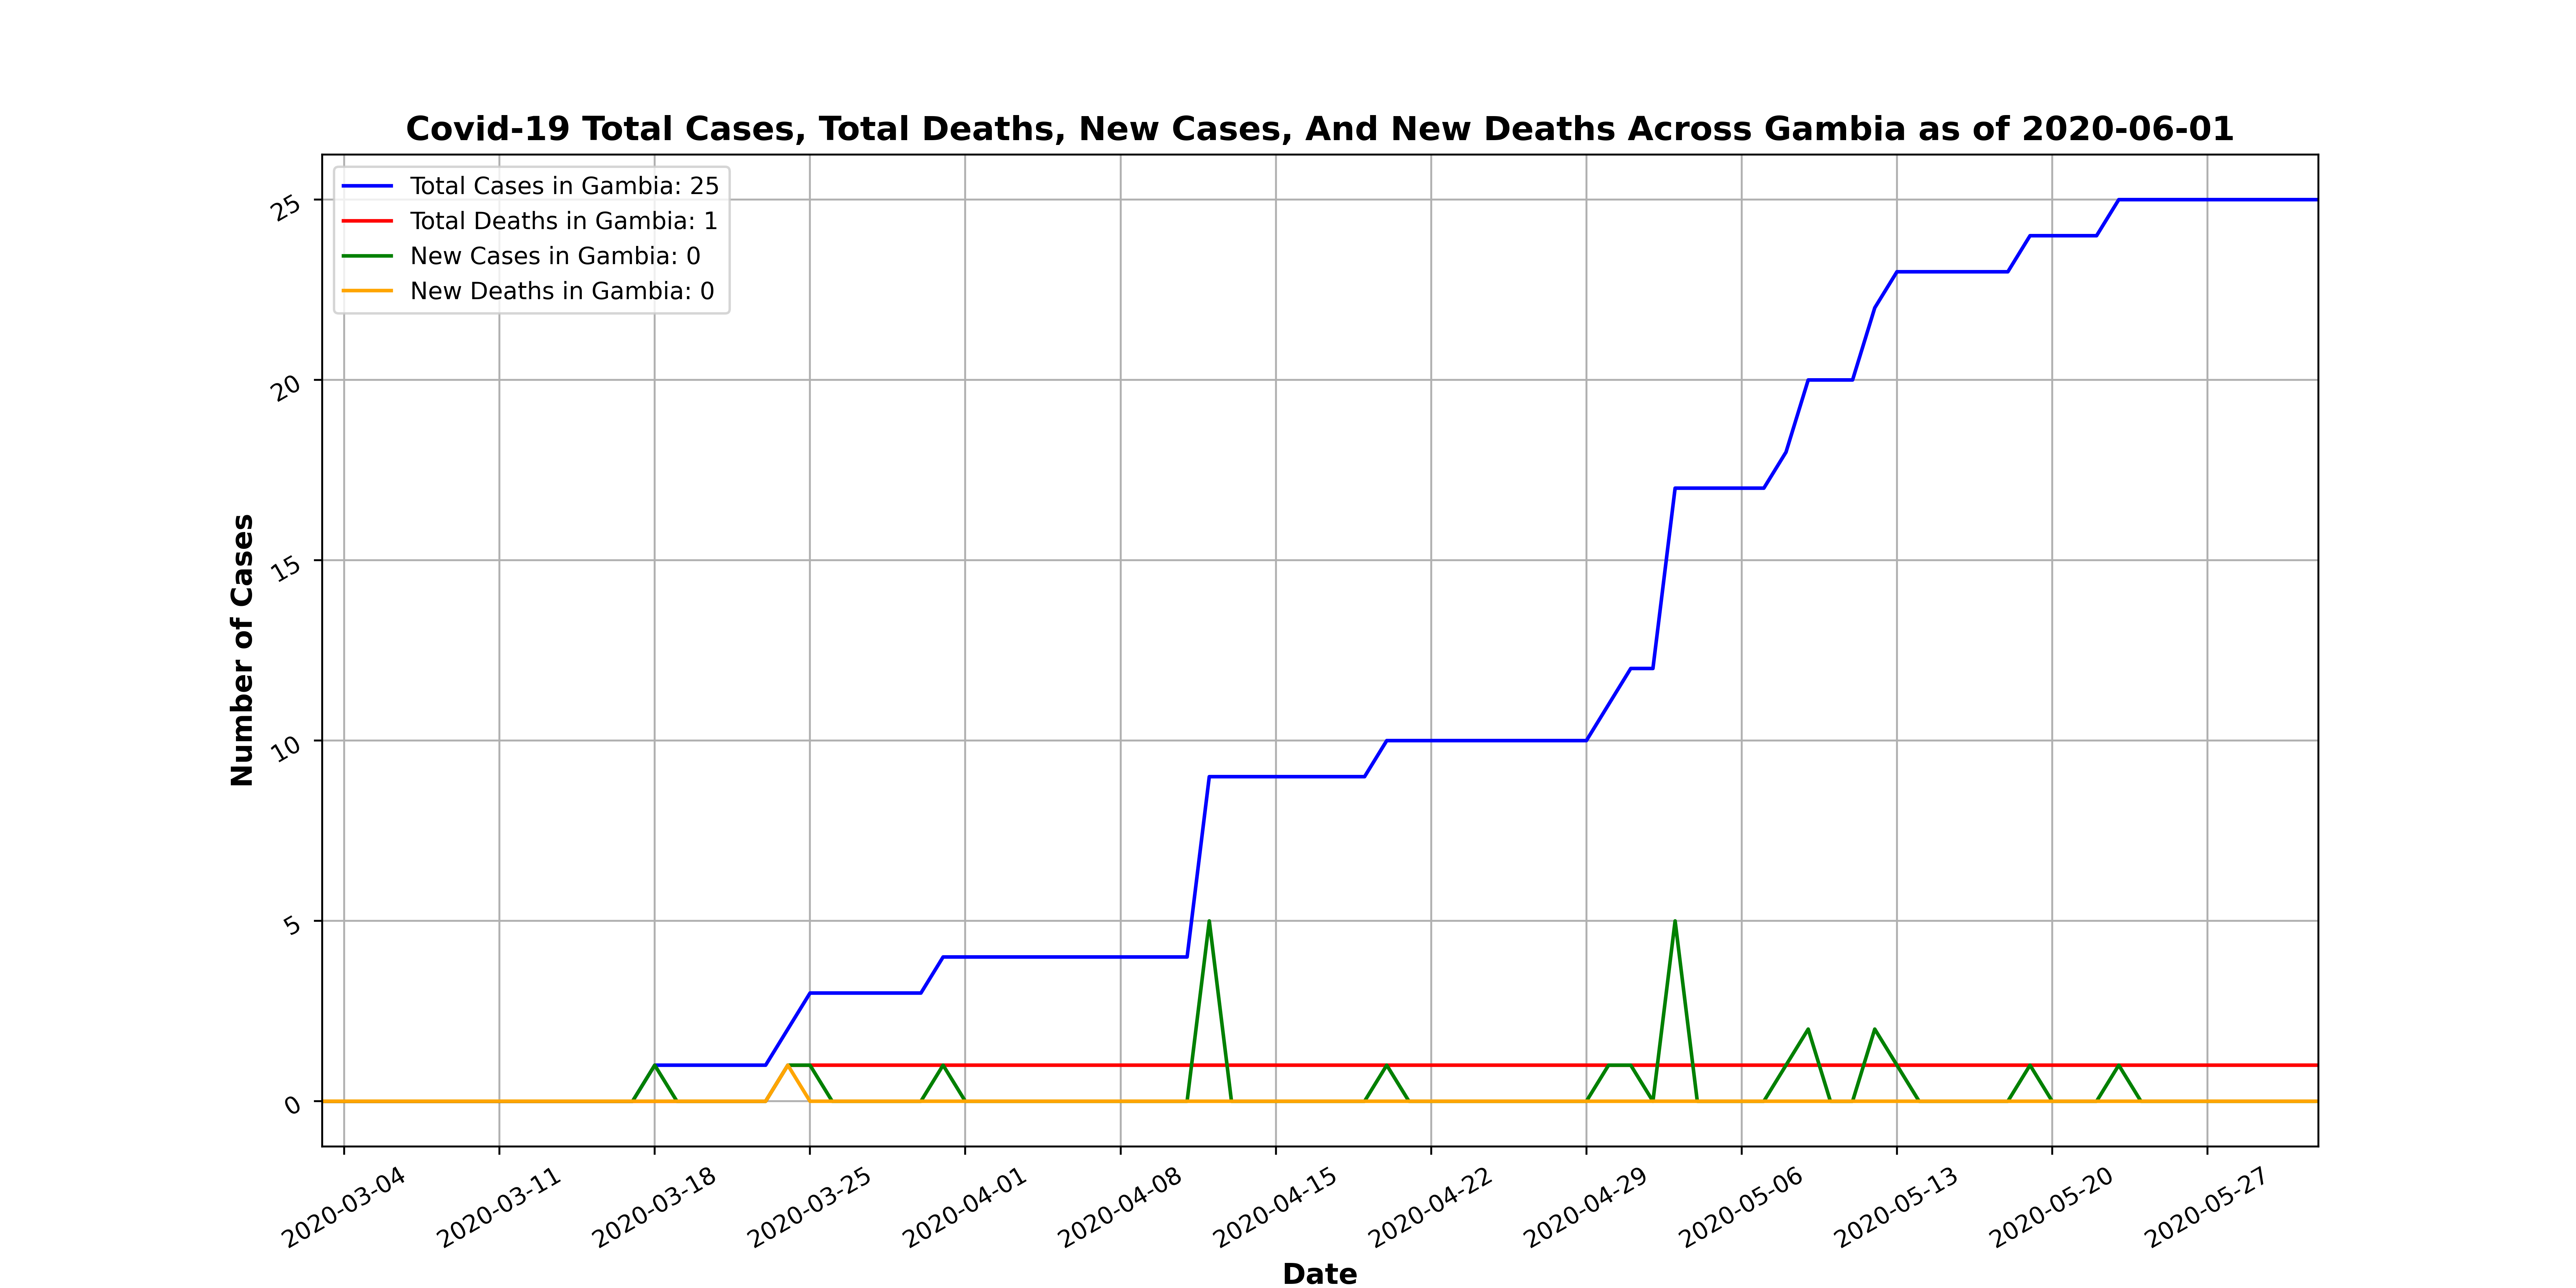 Covid-19 Total Cases, Total Deaths, New Cases, And New Deaths Across Gambia as of 2020-06-01
Total Cases in Gambia: 25
Total Deaths in Gambia: 1
New Cases in Gambia: 0
New Deaths in Gambia: 0
Number of Cases
25
20
15
10
5
0
2020-03-04
2020-03-11
2020-03-18
2020-03-25
2020-04-01
2020-04-08
2020-04-15
2020-04-22
2020-04-29
2020-05-06
2020-05-13
2020-05-20
2020-05-27
Date